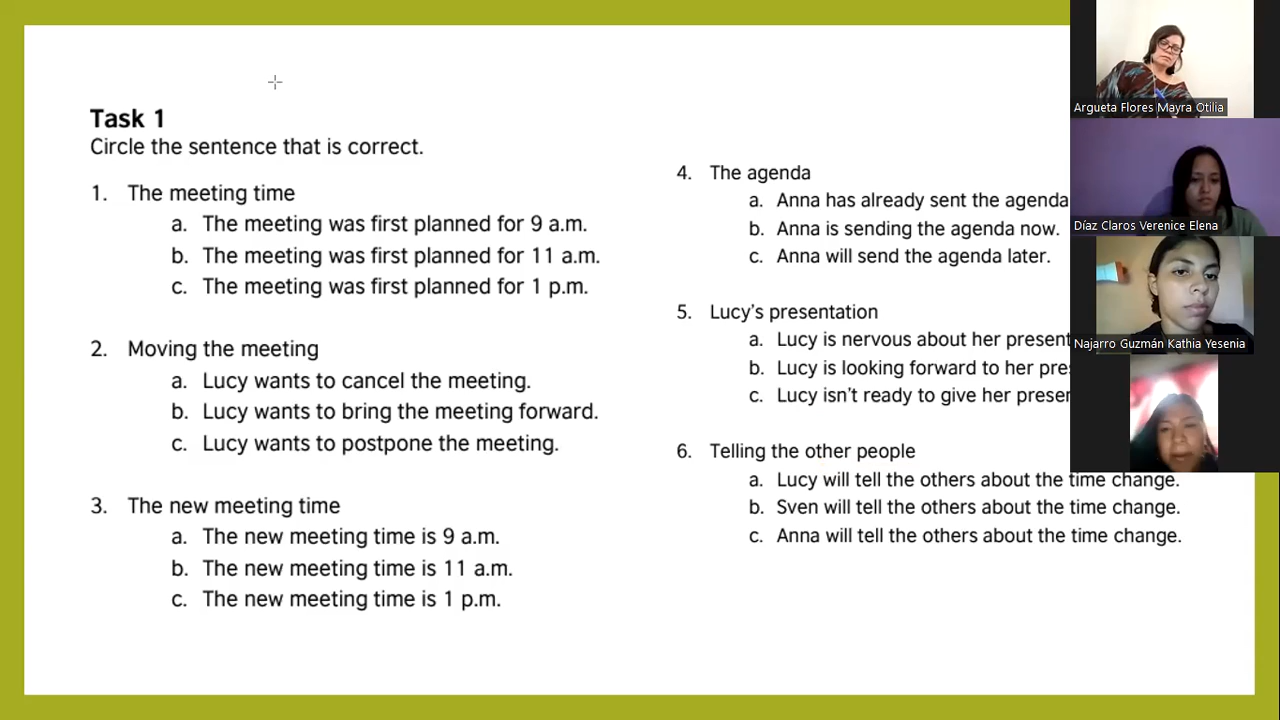 Task 1
Circle the sentence that is correct.
1. The meeting time
a. The meeting was first planned for 9 a.m.
b. The meeting was first planned for 11 a.m.
c. The meeting was first planned for 1 p.m.
2. Moving the meeting
a. Lucy wants to cancel the meeting.
b. Lucy wants to bring the meeting forward.
c. Lucy wants to postpone the meeting.
3. The new meeting time
a. The new meeting time is 9 a.m.
b. The new meeting time is 11 a.m.
c. The new meeting time is 1 p.m.
4. The agenda
a. Anna has already sent the agenda
b. Anna is sending the agenda now.
c. Anna will send the agenda later.
5. Lucy’s presentation
a. Lucy is nervous about her present
b. Lucy is looking forward to her pre
c. Lucy isn’t ready to give her preser
6. Telling the other people
a. Lucy will tell the others about the time change.
b. Sven will tell the others about the time change.
c. Anna will tell the others about the time change.
Argueta Flores Mayra Otilia
Díaz Claros Verenice Elena
Najarro Guzmán Kathia Yesenia